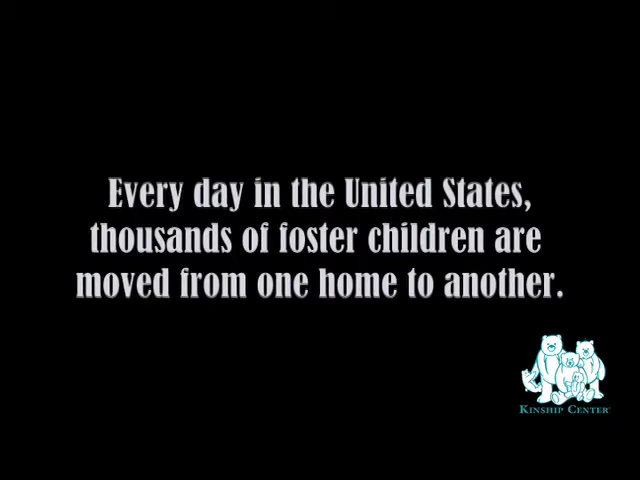 Every day in the United States,
thousands of foster children are
moved from one home to another.
KINSHIP CENTER